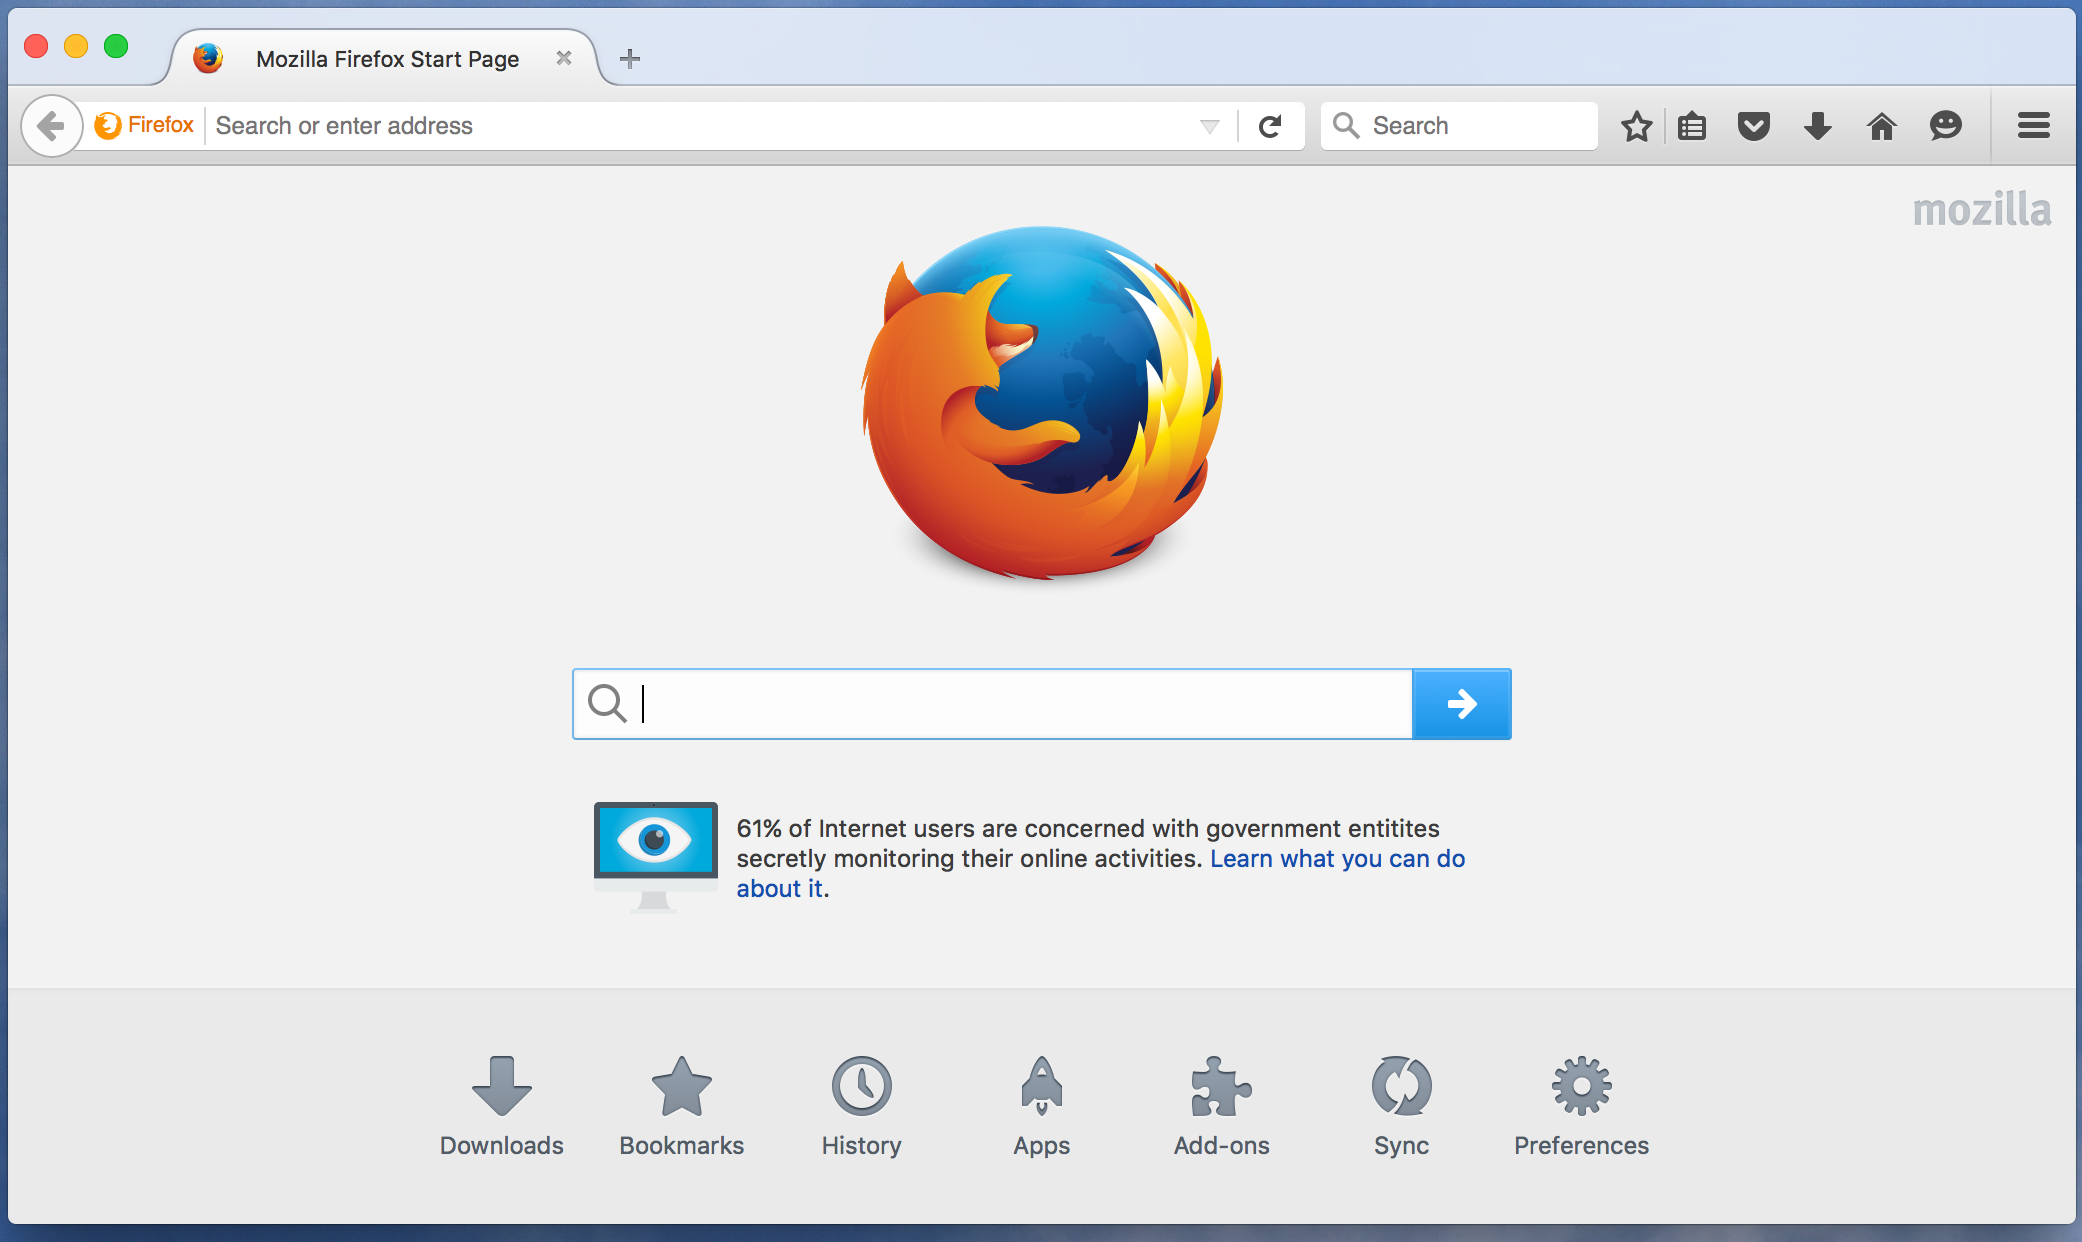 Mozilla Firefox Start Page
Firefox
Search or enter address
Search
mozilla
61% of Internet users are concerned with government entitites
secretly monitoring their online activities. Learn what you can do
about it.
Downloads
Bookmarks
History
Apps
Add-ons
Sync
Preferences